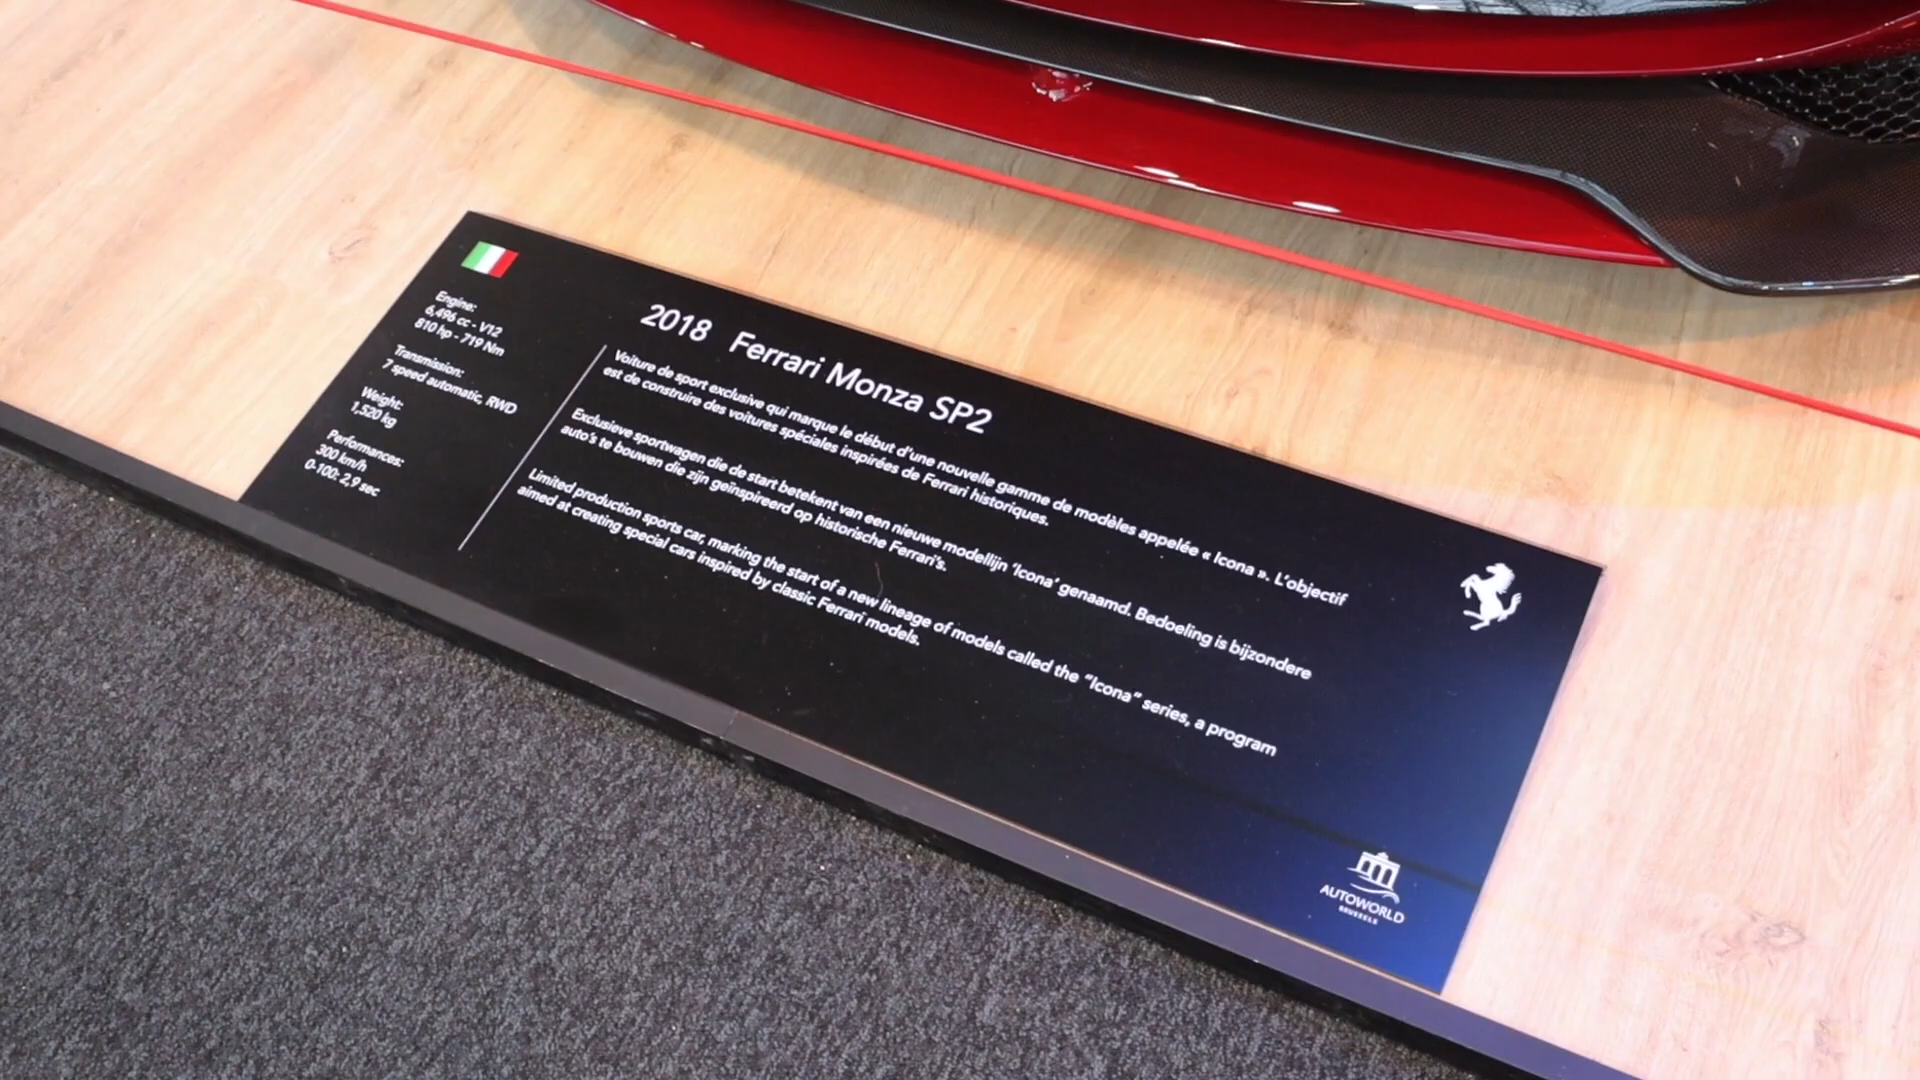 Engine:
6,496 cc - V12
810 hp - 719 Nm
Transmission:
7 speed automatic, RWD
Weight:
1,520 kg
Performances:
300 km/h
0-100: 2,9 sec
2018 Ferrari Monza SP2
Voiture de sport exclusive qui marque le début d'une nouvelle gamme de modèles appelée « Icona ». L'objectif
est de construire des voitures spéciales inspirées de Ferrari historiques.
Exclusieve sportwagen die de start betekent van een nieuwe modellijn 'Icona' genaamd. Bedoeling is bijzondere
auto's te bouwen die zijn geïnspireerd op historische Ferrari's.
Limited production sports car, marking the start of a new lineage of models called the "Icona" series, a program
aimed at creating special cars inspired by classic Ferrari models.
AUTOWORLD
BRUSSELS